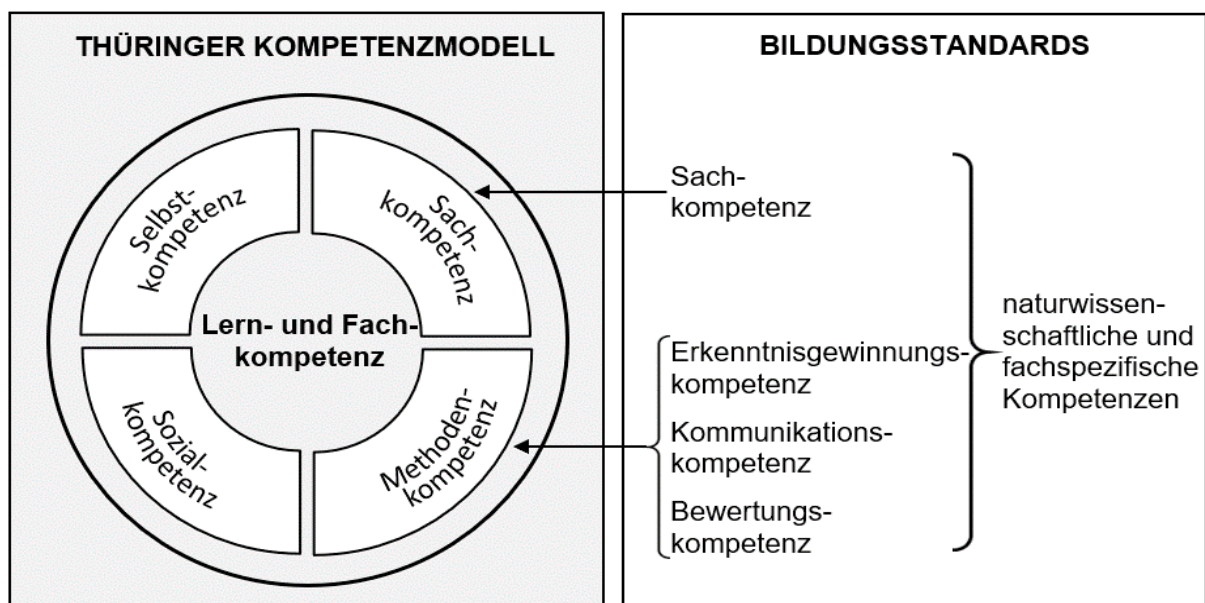 THÜRINGER KOMPETENZMODELL
Selbst-
kompetenz
Sach-
kompetenz
Lern- und Fach-
kompetenz
Sozial-
kompetenz
Methoden-
kompetenz
BILDUNGSSTANDARDS
Sach-
kompetenz
Erkenntnisgewinnungs-
kompetenz
Kommunikations-
kompetenz
Bewertungs-
kompetenz
naturwissen-
schaftliche und
fachspezifische
Kompetenzen